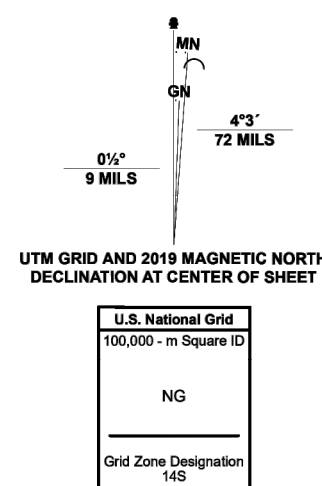 MN
GN
4°3´
72 MILS
0½°
9 MILS
UTM GRID AND 2019 MAGNETIC NORTH
DECLINATION AT CENTER OF SHEET
U.S. National Grid
100,000 - m Square ID
NG
Grid Zone Designation
14S